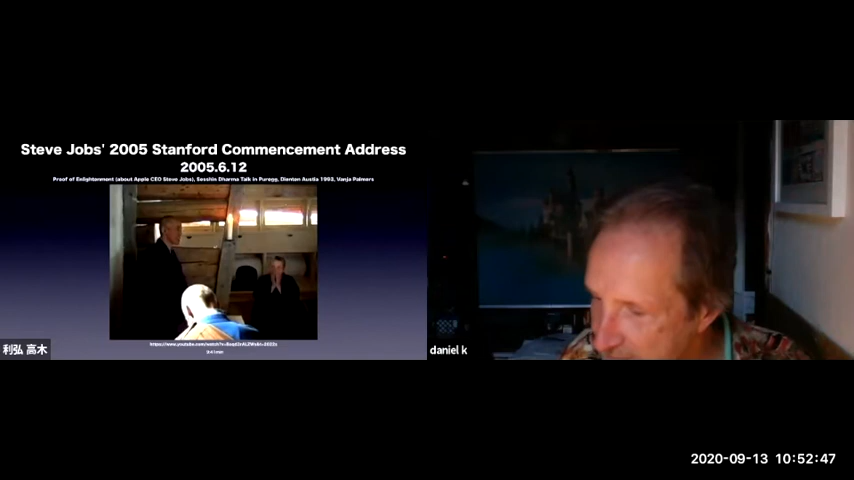 Steve Jobs' 2005 Stanford Commencement Address
2005.6.12
Proof of Enlightenment (about Apple CEO Steve Jobs), Sesshin Dharma Talk in Puregg, Dienten Austia 1993, Vanja Palmers
利弘 高木
daniel k
2020-09-13 10:52:47